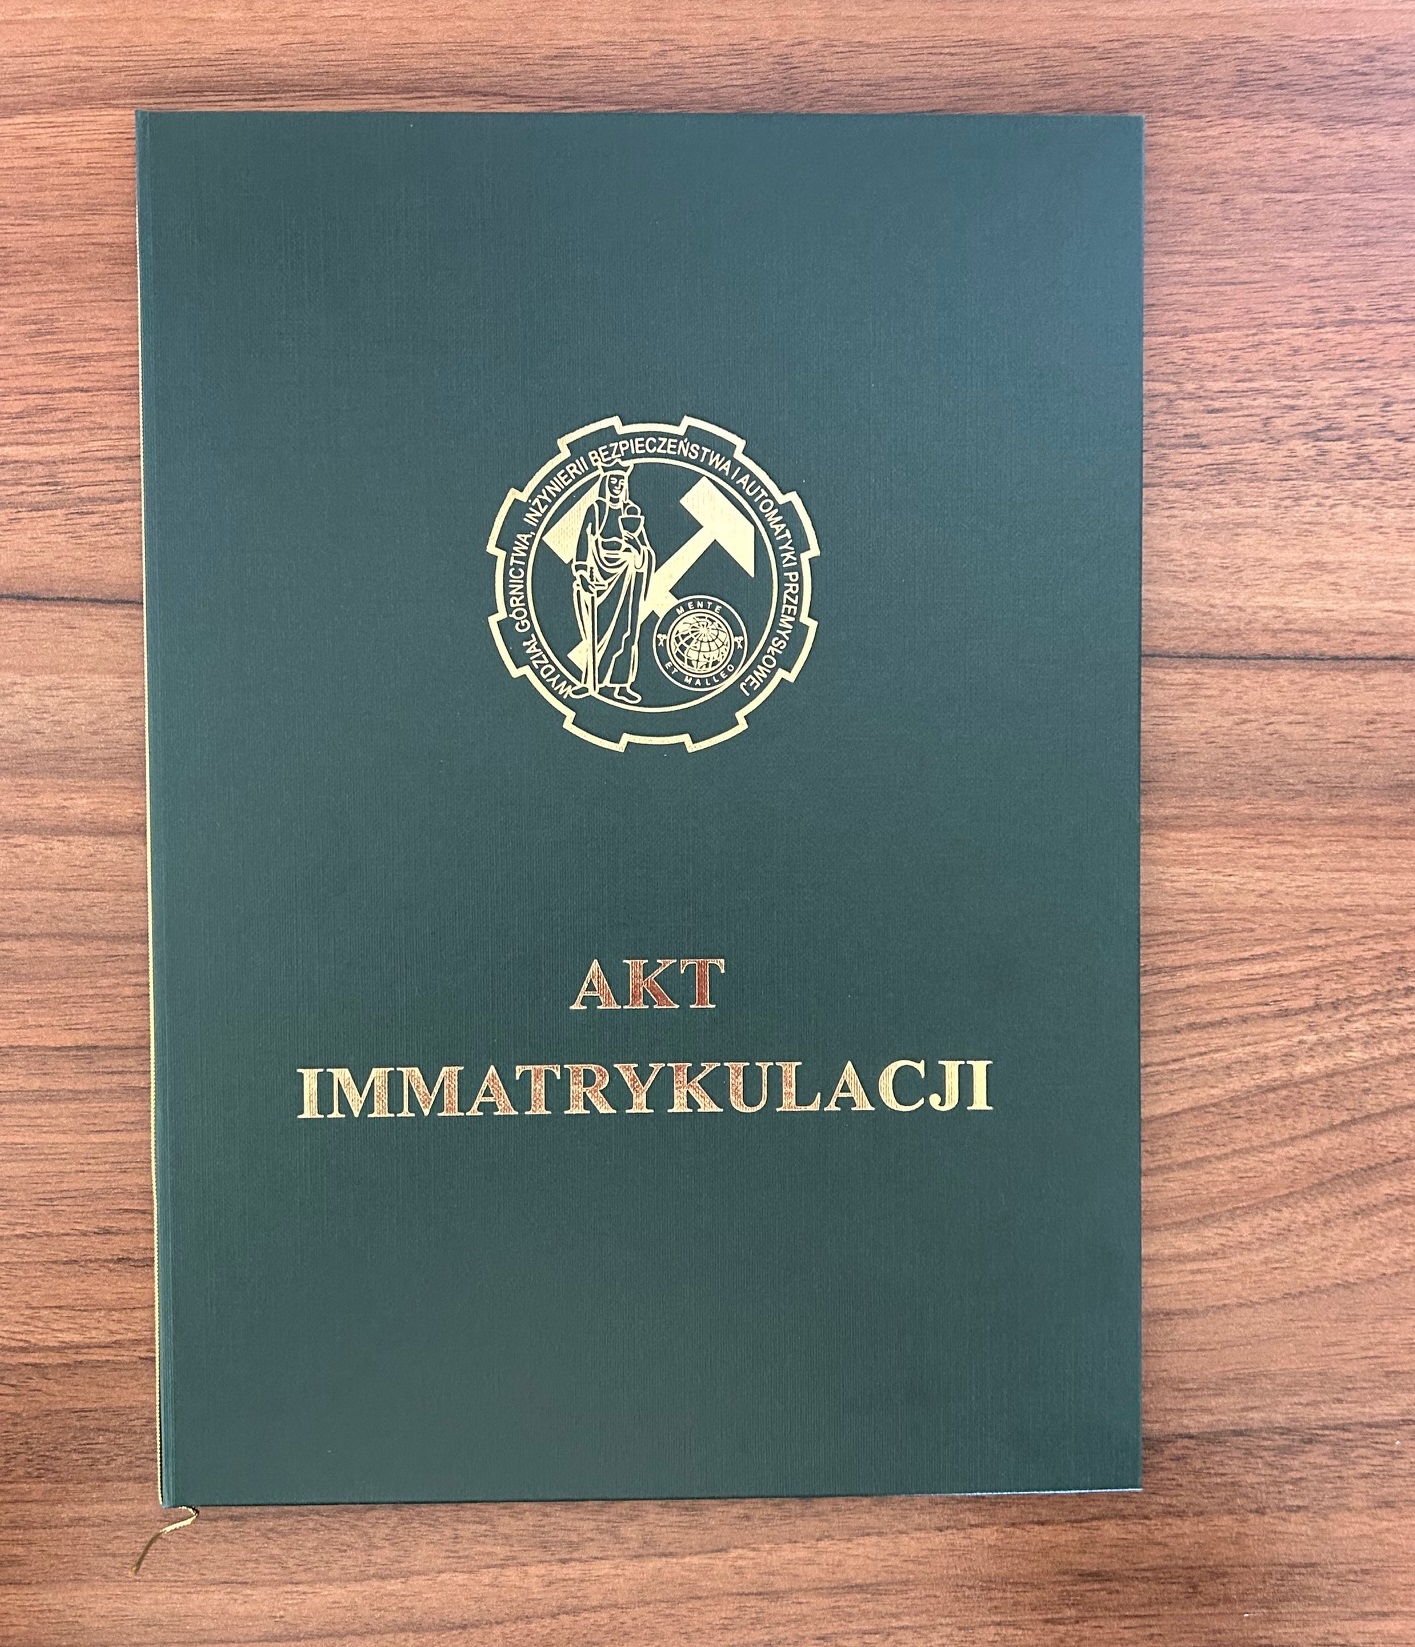 WYDZIAŁ GÓRNICTWA, INŻYNIERII BEZPIECZEŃSTWA I AUTOMATYKI PRZEMYSŁOWEJ
MENTE
ET MALLEO
AKT
IMMATRYKULACJI